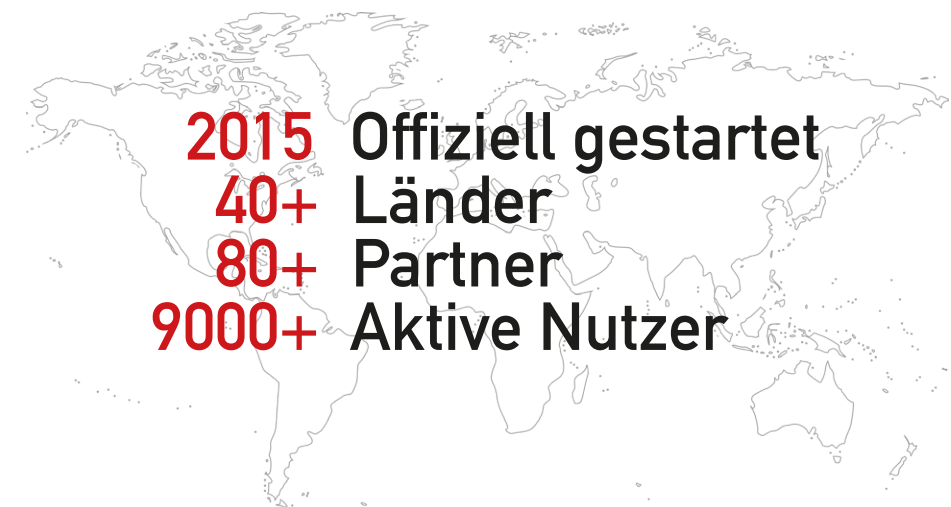 2015 Offiziell gestartet
40+ Länder
80+ Partner
9000+ Aktive Nutzer